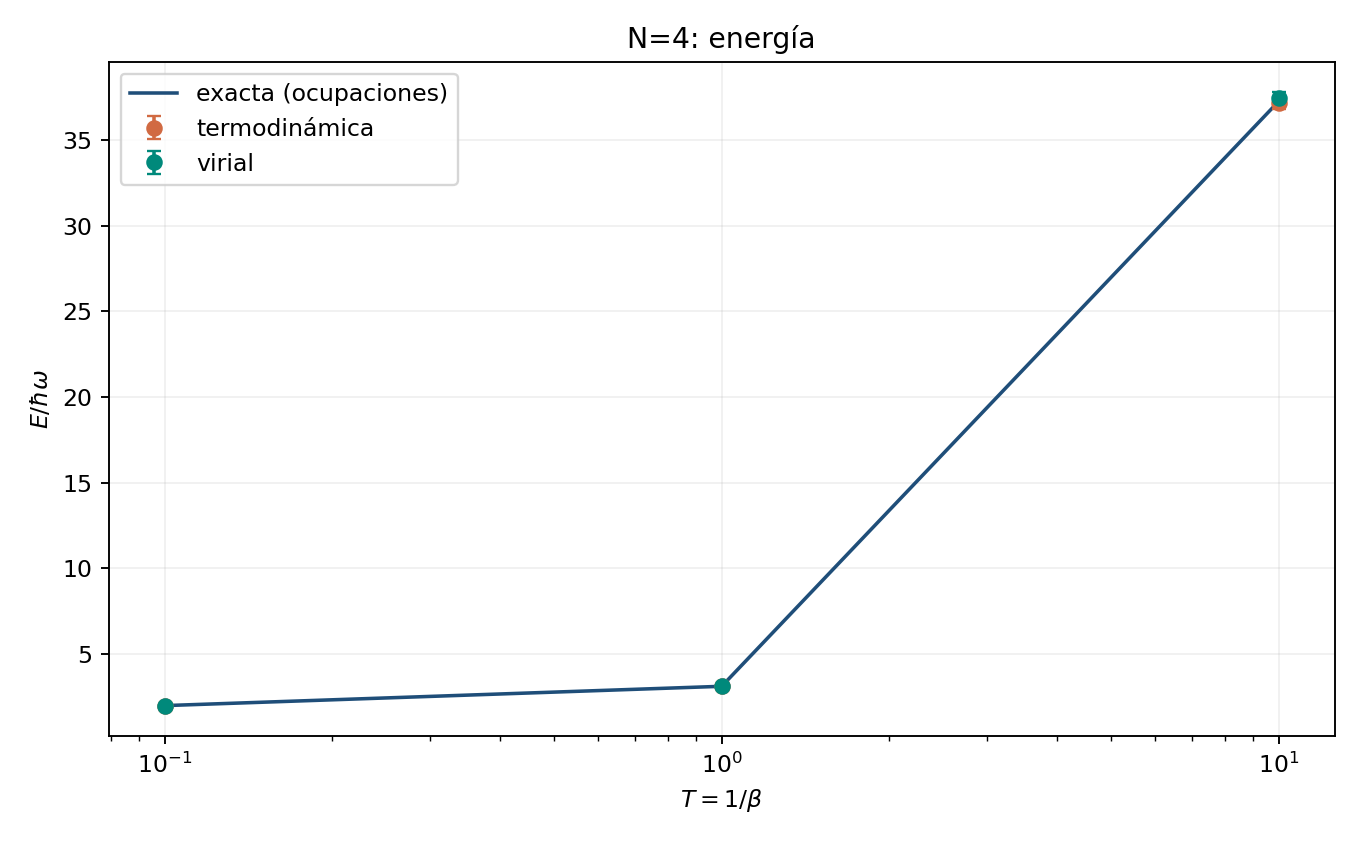 N=4: energía
exacta (ocupaciones)
termodinámica
virial
35
30
25
20
15
10
5
E/ħω
10⁻¹
10⁰
10¹
T = 1/β